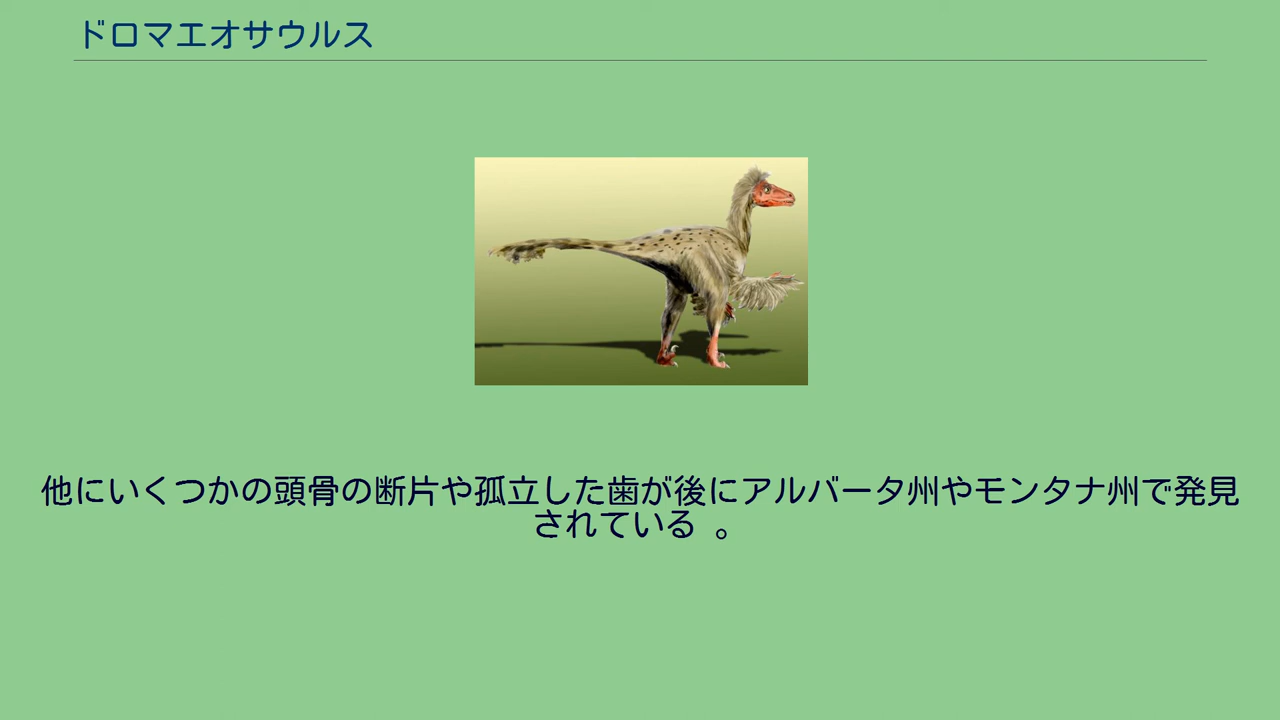 ドロマエオサウルス
他にいくつかの頭骨の断片や孤立した歯が後にアルバータ州やモンタナ州で発見
されている 。